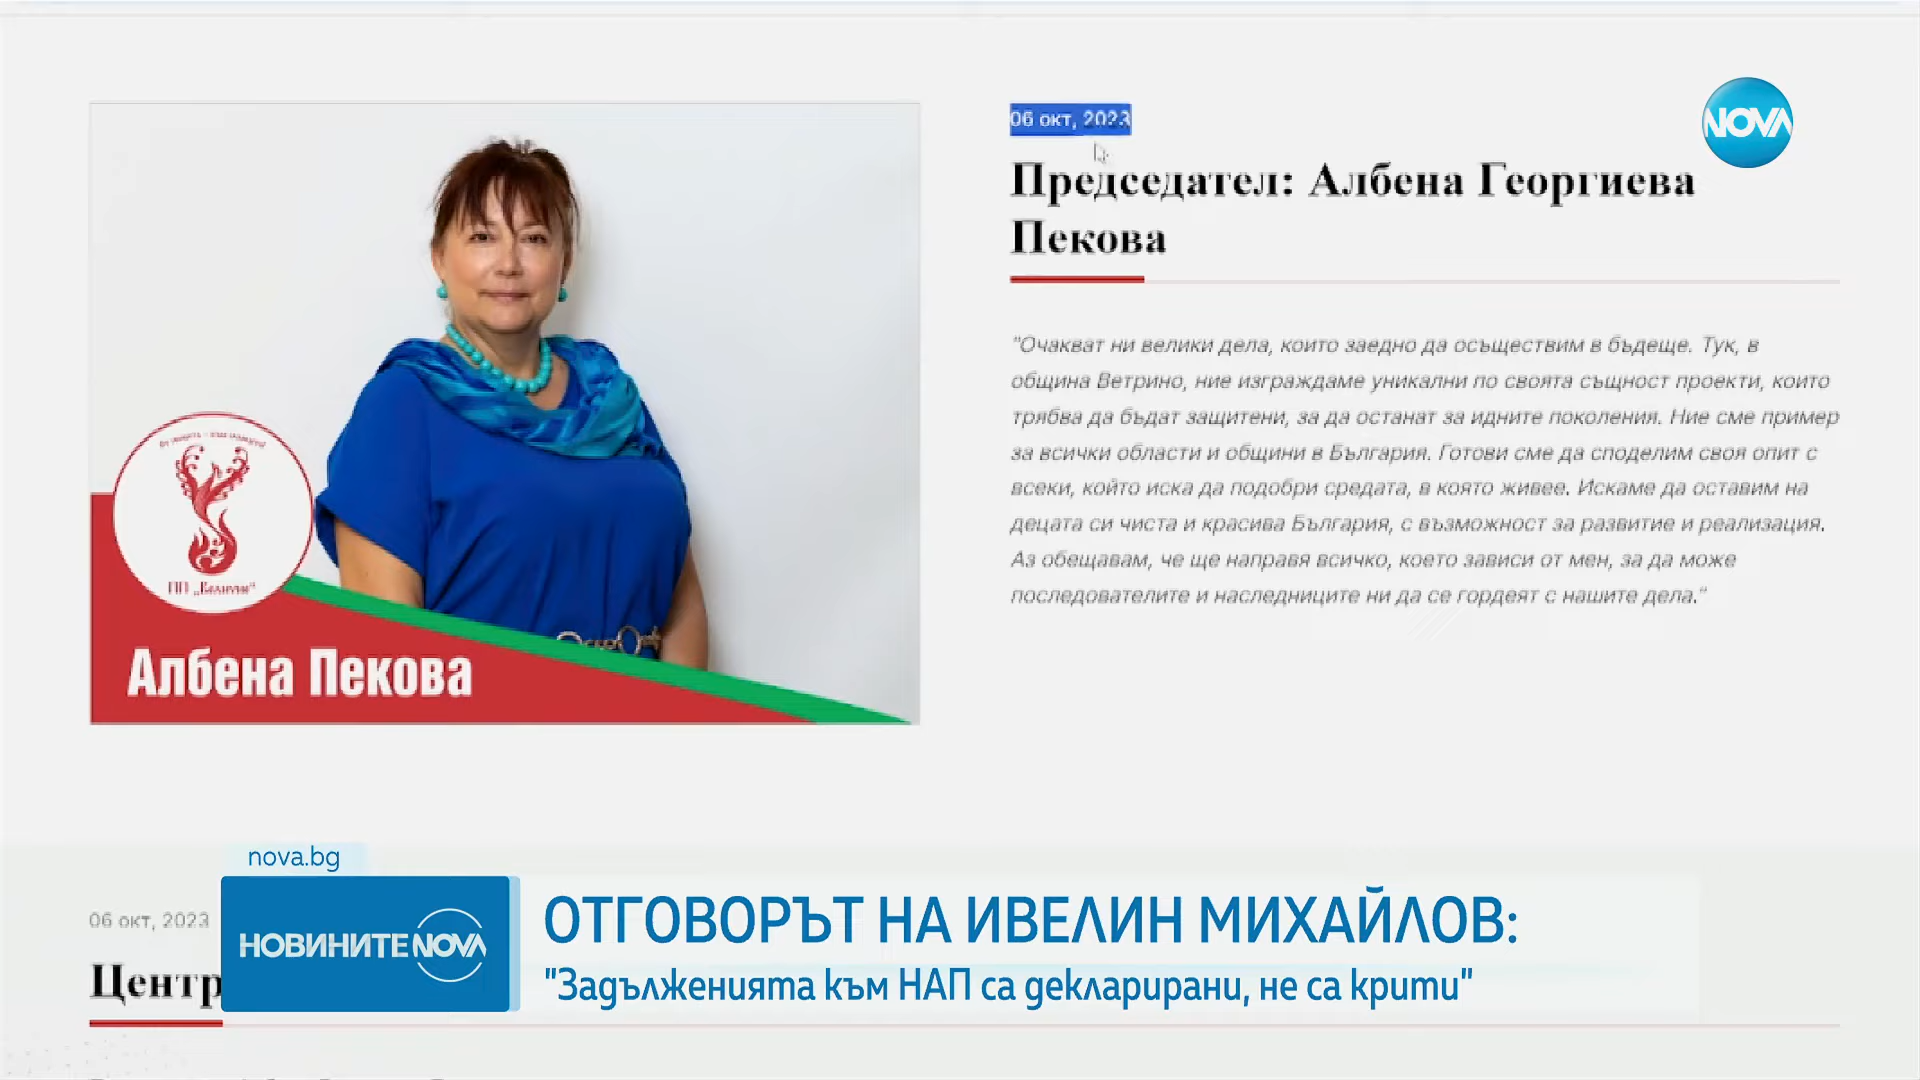 06 окт, 2023
NOVA
Председател: Албена Георгиева
Пекова
"Очакват ни велики дела, които заедно да осъществим в бъдеще. Тук, в
община Ветрино, ние изграждаме уникални по своята същност проекти, които
трябва да бъдат защитени, за да останат за идните поколения. Ние сме пример
за всички области и общини в България. Готови сме да споделим своя опит с
всеки, който иска да подобри средата, в която живее. Искаме да оставим на
децата си чиста и красива България, с възможност за развитие и реализация.
Аз обещавам, че ще направя всичко, което зависи от мен, за да може
последователите и наследниците ни да се гордеят с нашите дела."
ПП „Величие"
Албена Пекова
nova.bg
06 окт, 2023
НОВИНИТЕ NOVA
Центр
ОТГОВОРЪТ НА ИВЕЛИН МИХАЙЛОВ:
"Задълженията към НАП са декларирани, не са крити"